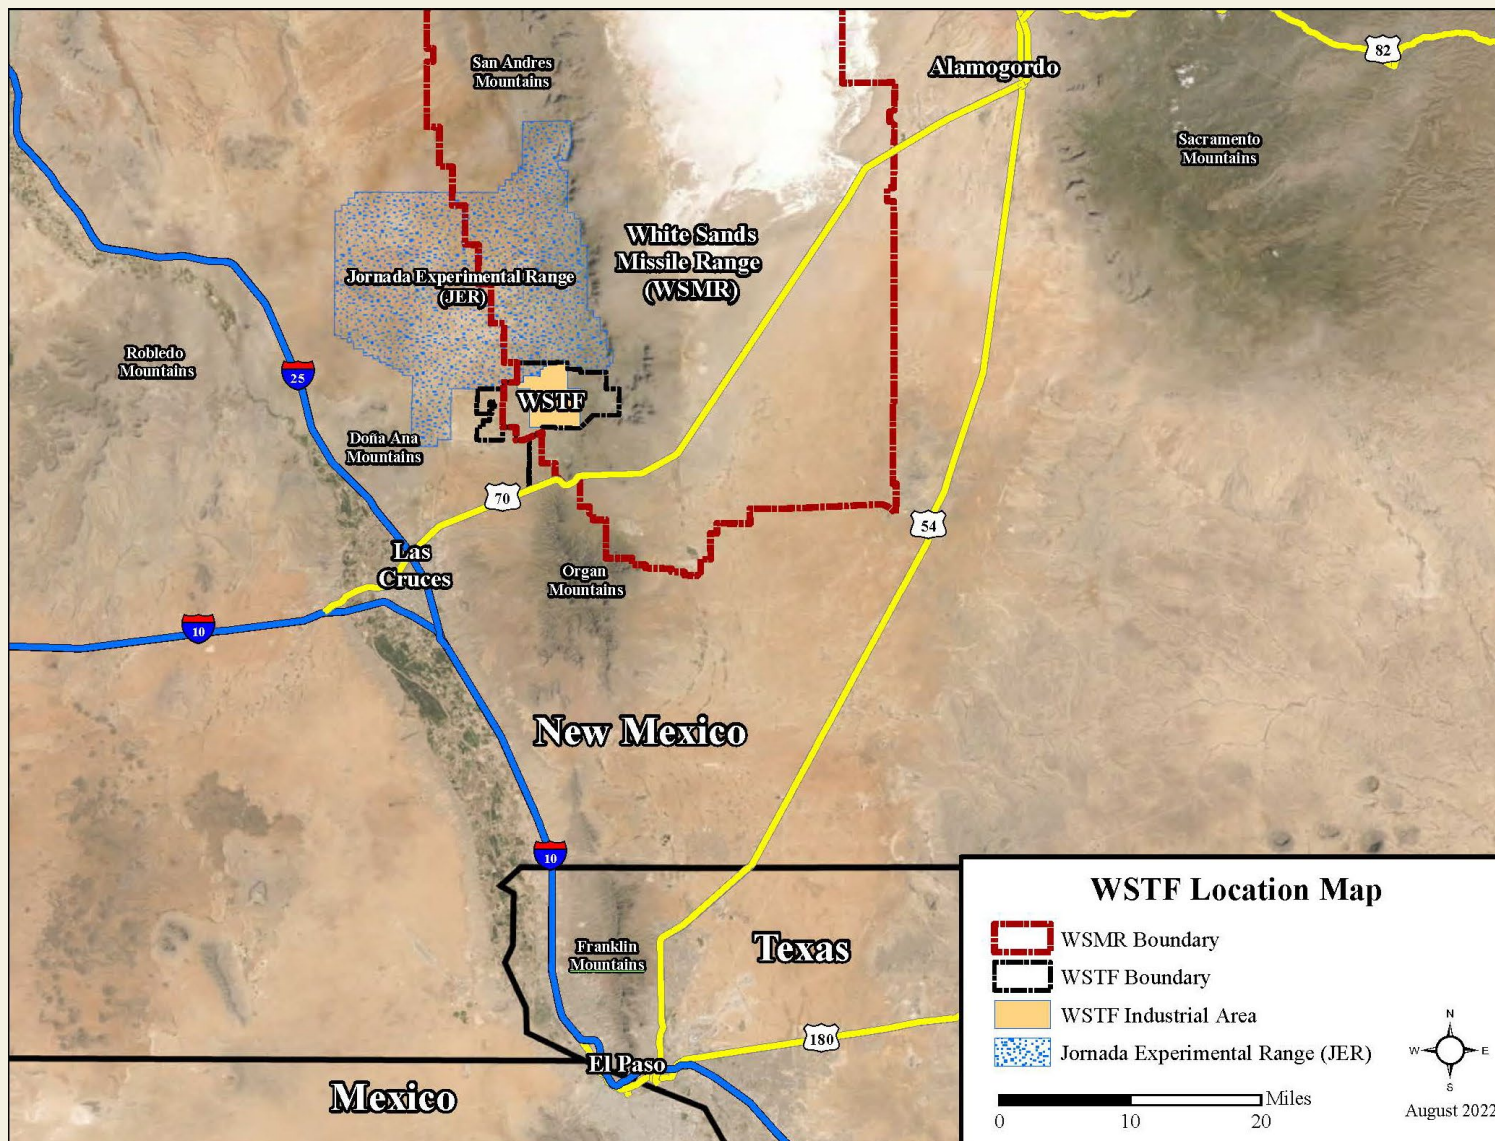 San Andres
Mountains
Alamogordo
82
Sacramento
Mountains
White Sands
Missile Range
(WSMR)
Jornada Experimental Range
(JER)
Robledo
Mountains
25
WSTF
Doña Ana
Mountains
70
54
Las
Cruces
Organ
Mountains
10
New Mexico
10
Franklin
Mountains
Texas
El Paso
180
Mexico
WSTF Location Map
WSMR Boundary
WSTF Boundary
WSTF Industrial Area
Jornada Experimental Range (JER)
N
W E
S
Miles
0 10 20
August 2022